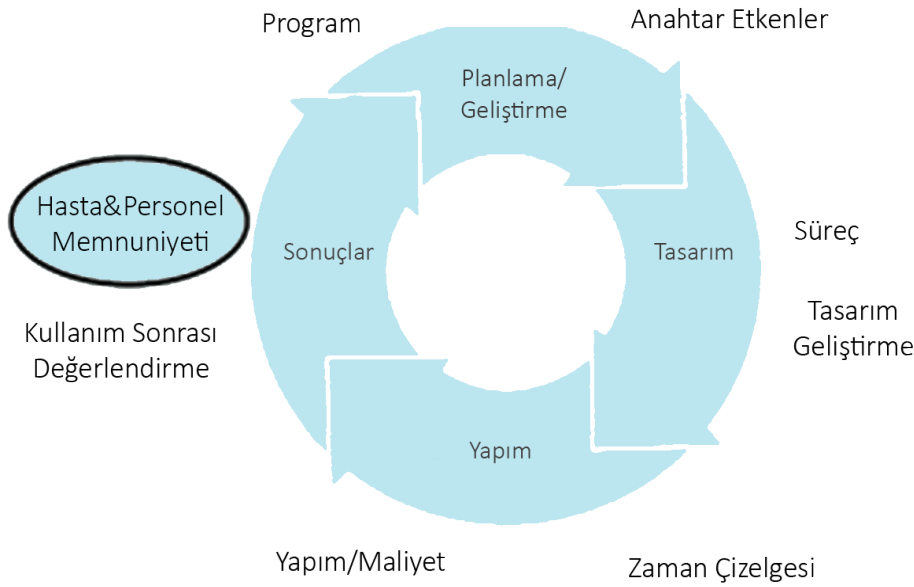 Program
Anahtar Etkenler
Planlama/
Geliştirme
Hasta&Personel
Memnuniyeti
Sonuçlar
Tasarım
Süreç
Kullanım Sonrası
Değerlendirme
Tasarım
Geliştirme
Yapım
Yapım/Maliyet
Zaman Çizelgesi